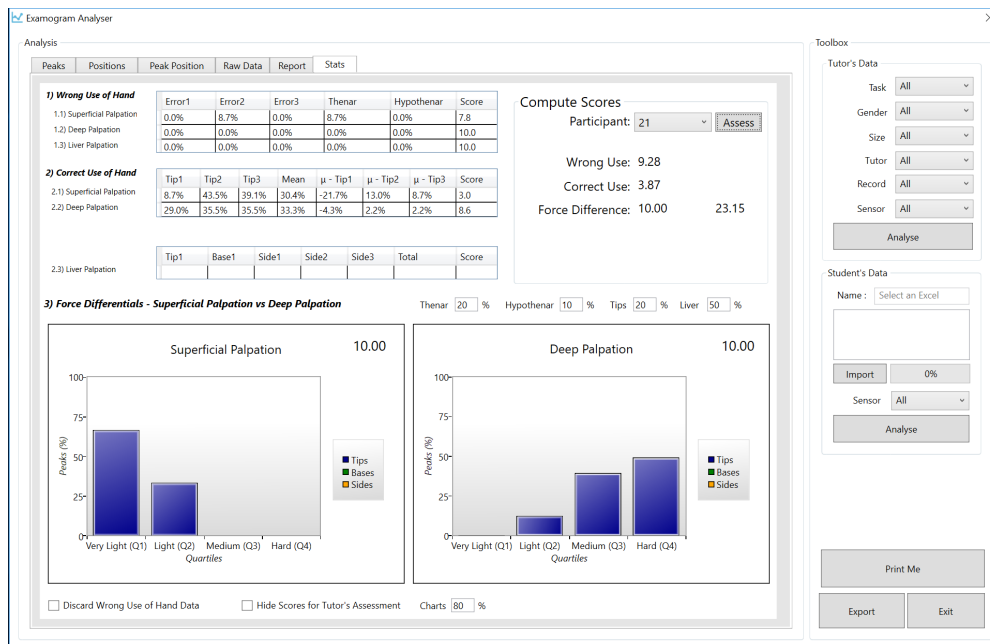 Examogram Analyser
Analysis
Peaks Positions Peak Position Raw Data Report Stats
1) Wrong Use of Hand
Error1 Error2 Error3 Thenar Hypothenar Score
1.1) Superficial Palpation 0.0% 8.7% 0.0% 8.7% 0.0% 7.8
1.2) Deep Palpation 0.0% 0.0% 0.0% 0.0% 0.0% 10.0
1.3) Liver Palpation 0.0% 0.0% 0.0% 0.0% 0.0% 10.0
2) Correct Use of Hand
Tip1 Tip2 Tip3 Mean µ - Tip1 µ - Tip2 µ - Tip3 Score
2.1) Superficial Palpation 8.7% 43.5% 39.1% 30.4% -21.7% 13.0% 8.7% 3.0
2.2) Deep Palpation 29.0% 35.5% 35.5% 33.3% -4.3% 2.2% 2.2% 8.6
Tip1 Base1 Side1 Side2 Side3 Total Score
2.3) Liver Palpation
Compute Scores
Participant: 21 Assess
Wrong Use: 9.28
Correct Use: 3.87
Force Difference: 10.00 23.15
3) Force Differentials - Superficial Palpation vs Deep Palpation
Thenar 20 % Hypothenar 10 % Tips 20 % Liver 50 %
Superficial Palpation 10.00
100
75
50
25
0
Peaks (%)
Very Light (Q1) Light (Q2) Medium (Q3) Hard (Q4)
Quartiles
Tips
Bases
Sides
Deep Palpation 10.00
100
75
50
25
0
Peaks (%)
Very Light (Q1) Light (Q2) Medium (Q3) Hard (Q4)
Quartiles
Tips
Bases
Sides
Discard Wrong Use of Hand Data Hide Scores for Tutor's Assessment Charts 80 %
Toolbox
Tutor's Data
Task All
Gender All
Size All
Tutor All
Record All
Sensor All
Analyse
Student's Data
Name : Select an Excel
Import 0%
Sensor All
Analyse
Print Me
Export Exit